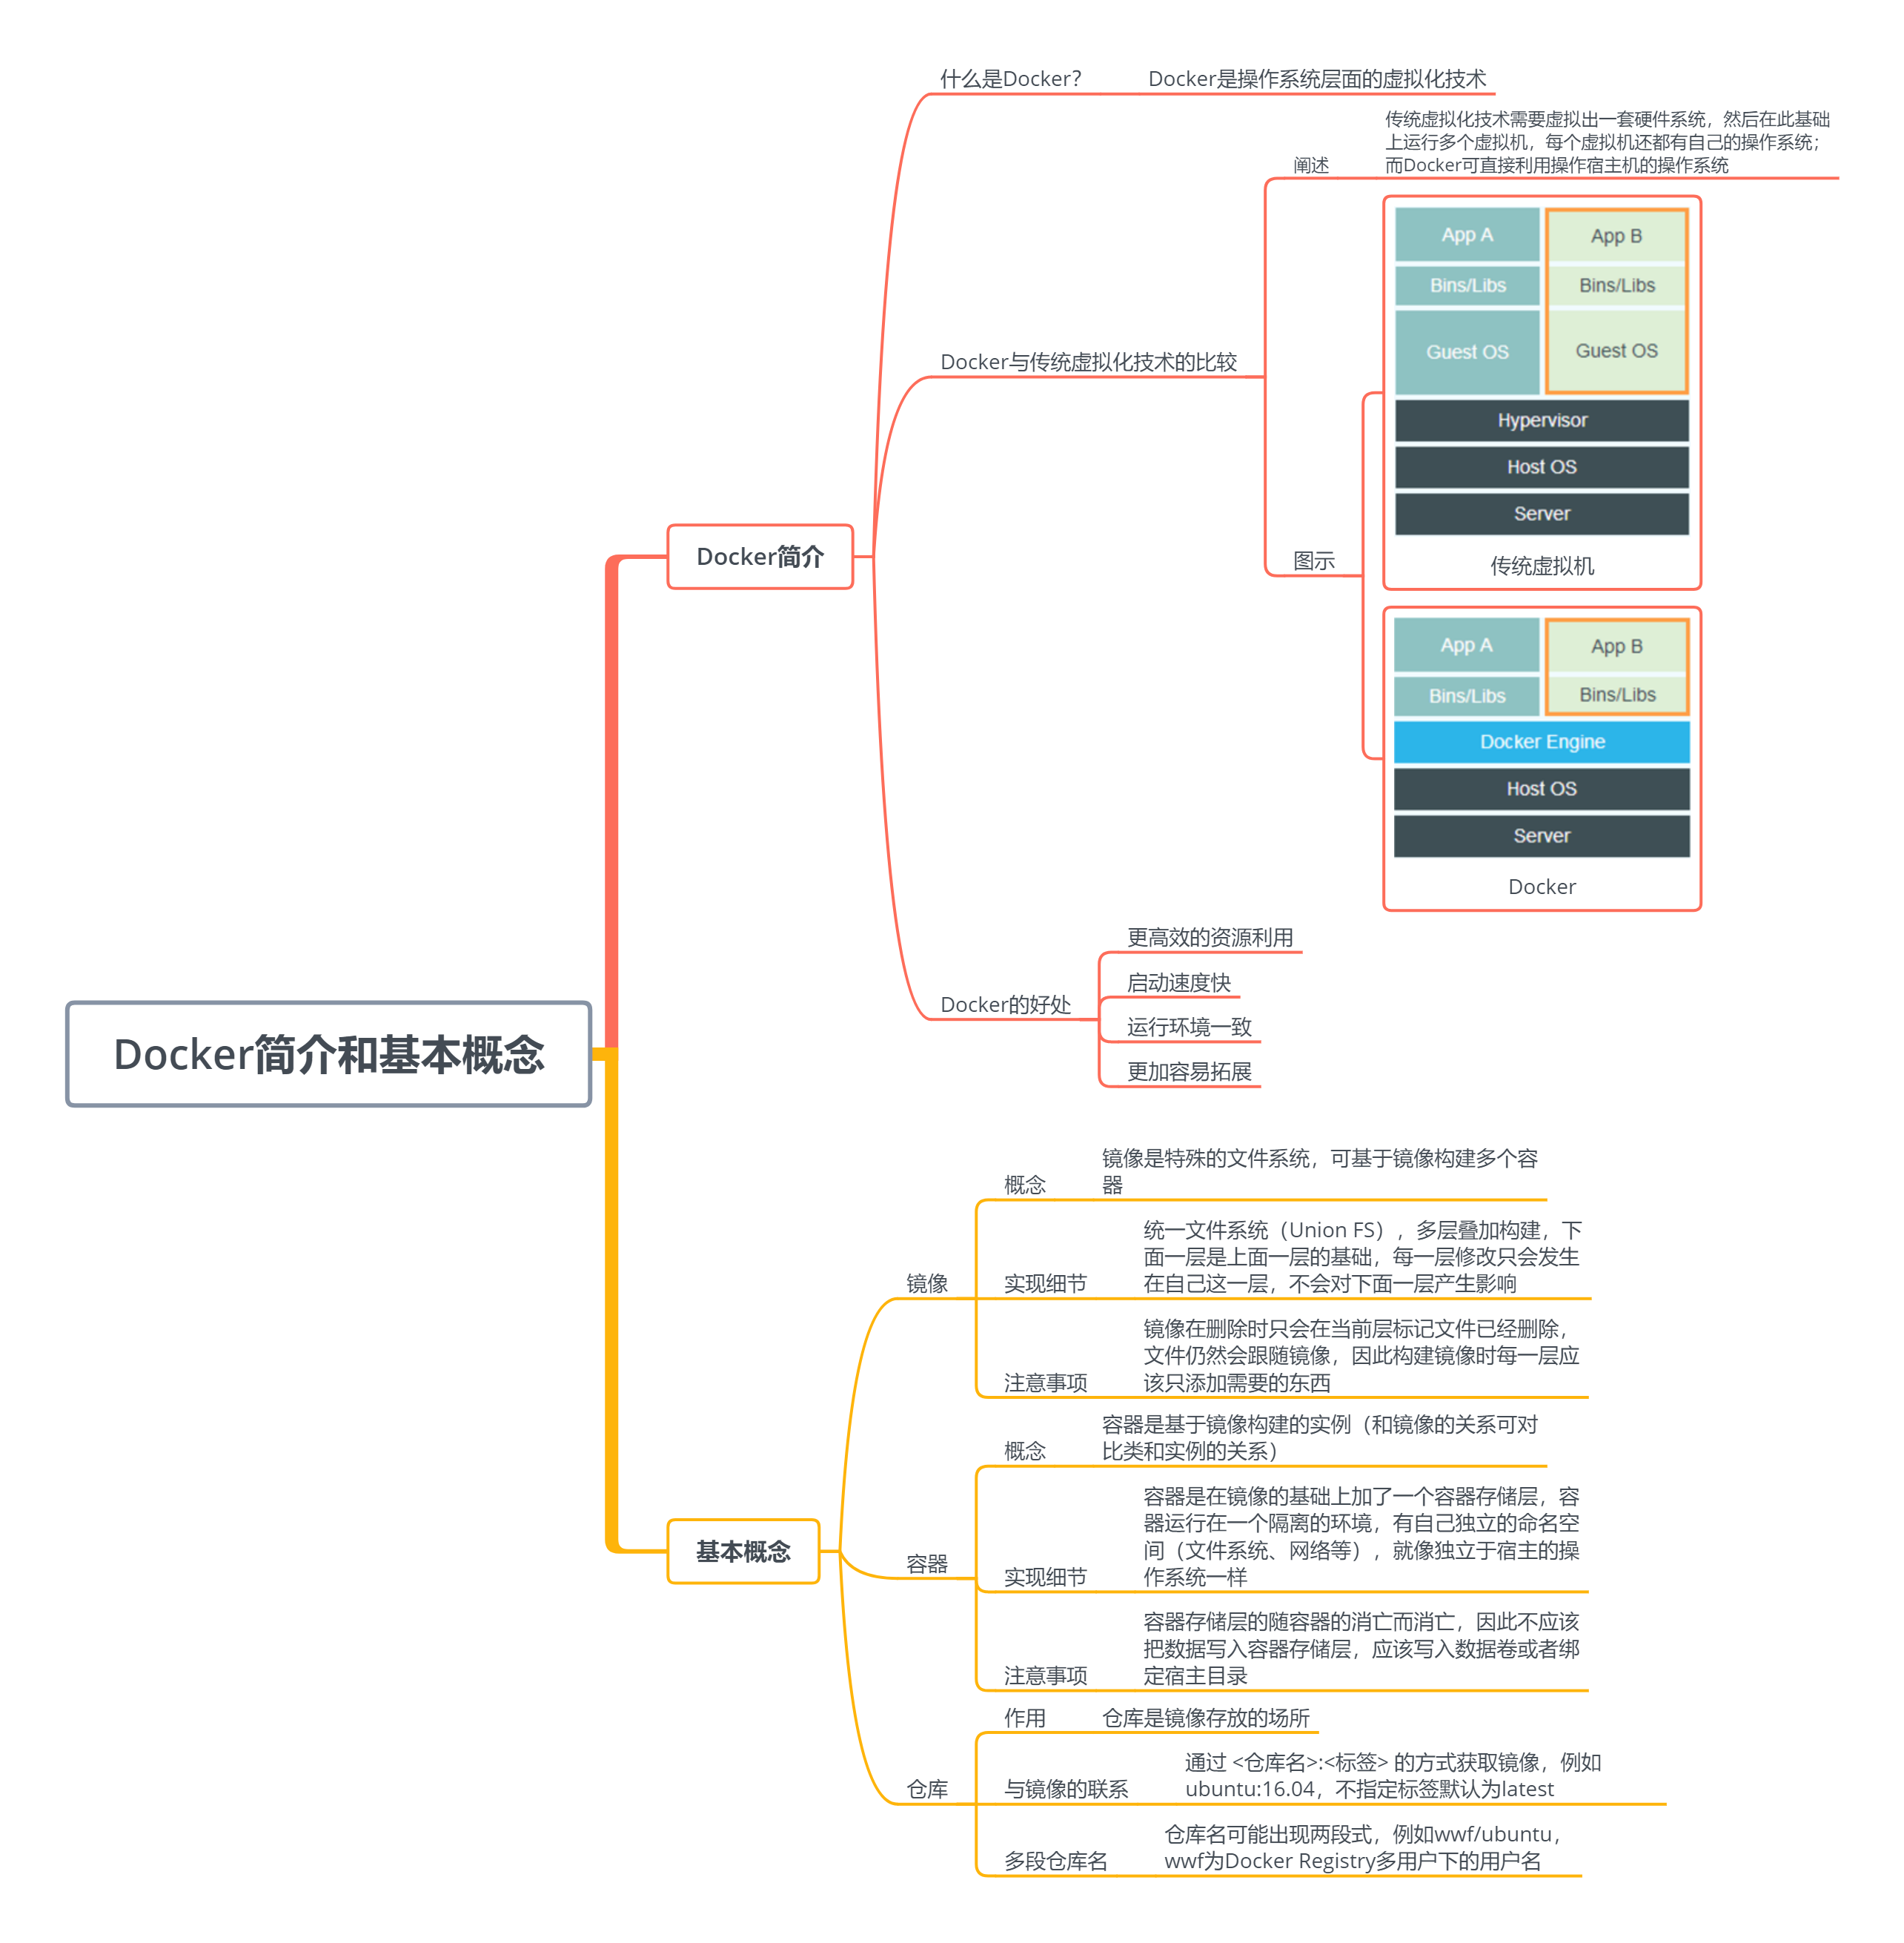 Docker简介和基本概念
Docker简介
什么是Docker?
Docker是操作系统层面的虚拟化技术
Docker与传统虚拟化技术的比较
阐述
传统虚拟化技术需要虚拟出一套硬件系统，然后在此基础
上运行多个虚拟机，每个虚拟机还都有自己的操作系统；
而Docker可直接利用操作宿主机的操作系统
图示
App A
App B
Bins/Libs
Bins/Libs
Guest OS
Guest OS
Hypervisor
Host OS
Server
传统虚拟机
App A
App B
Bins/Libs
Bins/Libs
Docker Engine
Host OS
Server
Docker
Docker的好处
更高效的资源利用
启动速度快
运行环境一致
更加容易拓展
基本概念
镜像
概念
镜像是特殊的文件系统，可基于镜像构建多个容
器
实现细节
统一文件系统（Union FS），多层叠加构建，下
面一层是上面一层的基础，每一层修改只会发生
在自己这一层，不会对下面一层产生影响
注意事项
镜像在删除时只会在当前层标记文件已经删除，
文件仍然会跟随镜像，因此构建镜像时每一层应
该只添加需要的东西
容器
概念
容器是基于镜像构建的实例（和镜像的关系可对
比类和实例的关系）
实现细节
容器是在镜像的基础上加了一个容器存储层，容
器运行在一个隔离的环境，有自己独立的命名空
间（文件系统、网络等），就像独立于宿主的操
作系统一样
注意事项
容器存储层的随容器的消亡而消亡，因此不应该
把数据写入容器存储层，应该写入数据卷或者绑
定宿主目录
仓库
作用
仓库是镜像存放的场所
与镜像的联系
通过 <仓库名>:<标签> 的方式获取镜像，例如
ubuntu:16.04，不指定标签默认为latest
多段仓库名
仓库名可能出现两段式，例如wwf/ubuntu，
wwf为Docker Registry多用户下的用户名